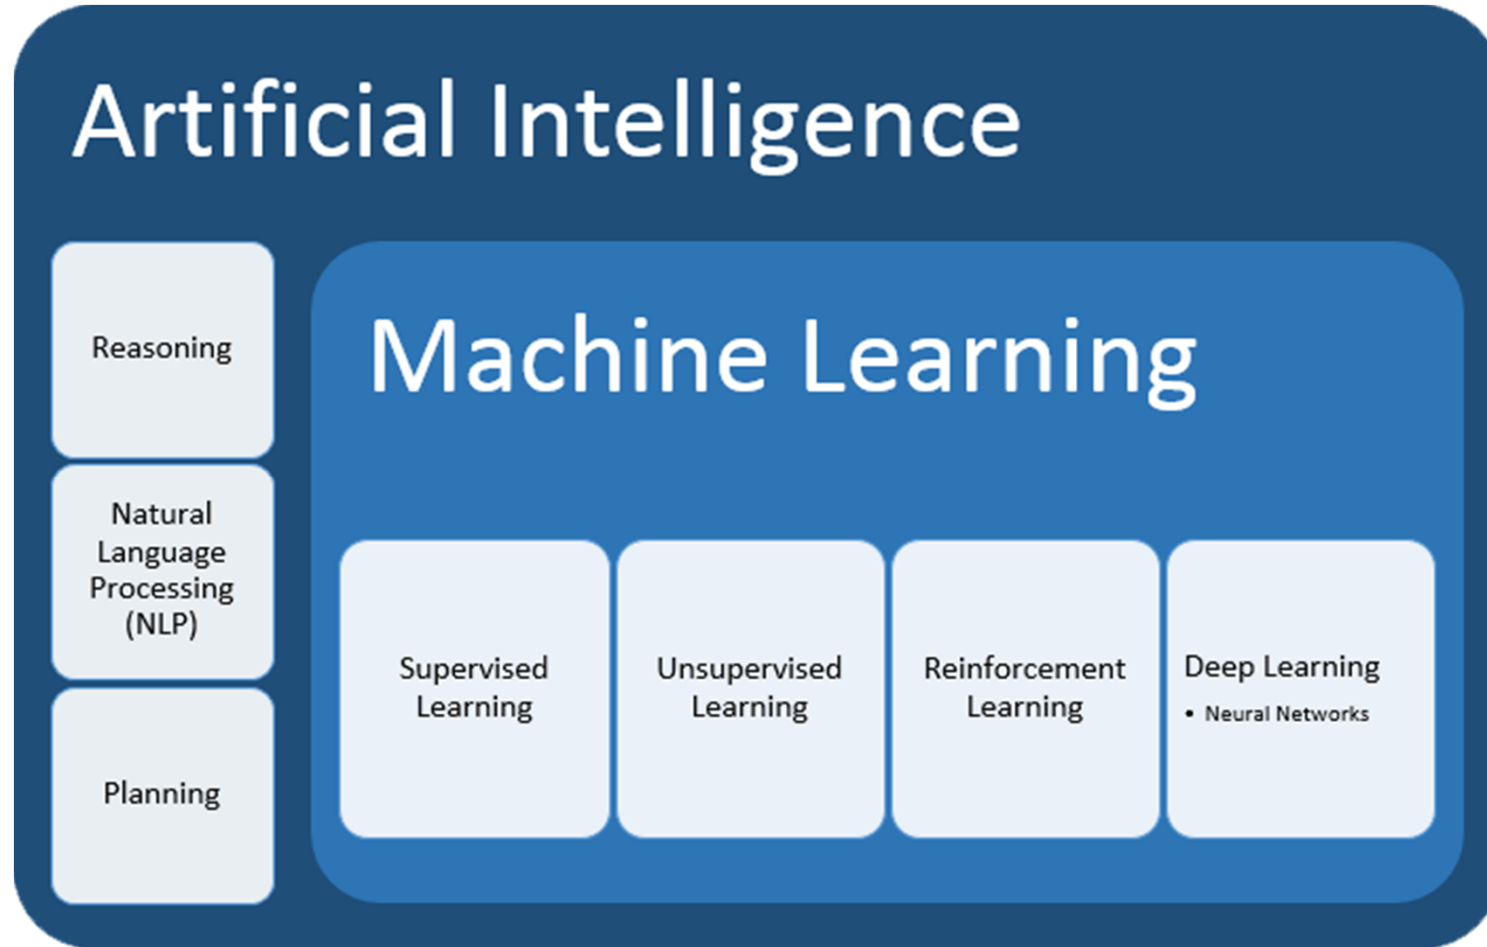 Artificial Intelligence
Reasoning
Natural
Language
Processing
(NLP)
Planning
Machine Learning
Supervised
Learning
Unsupervised
Learning
Reinforcement
Learning
Deep Learning
• Neural Networks